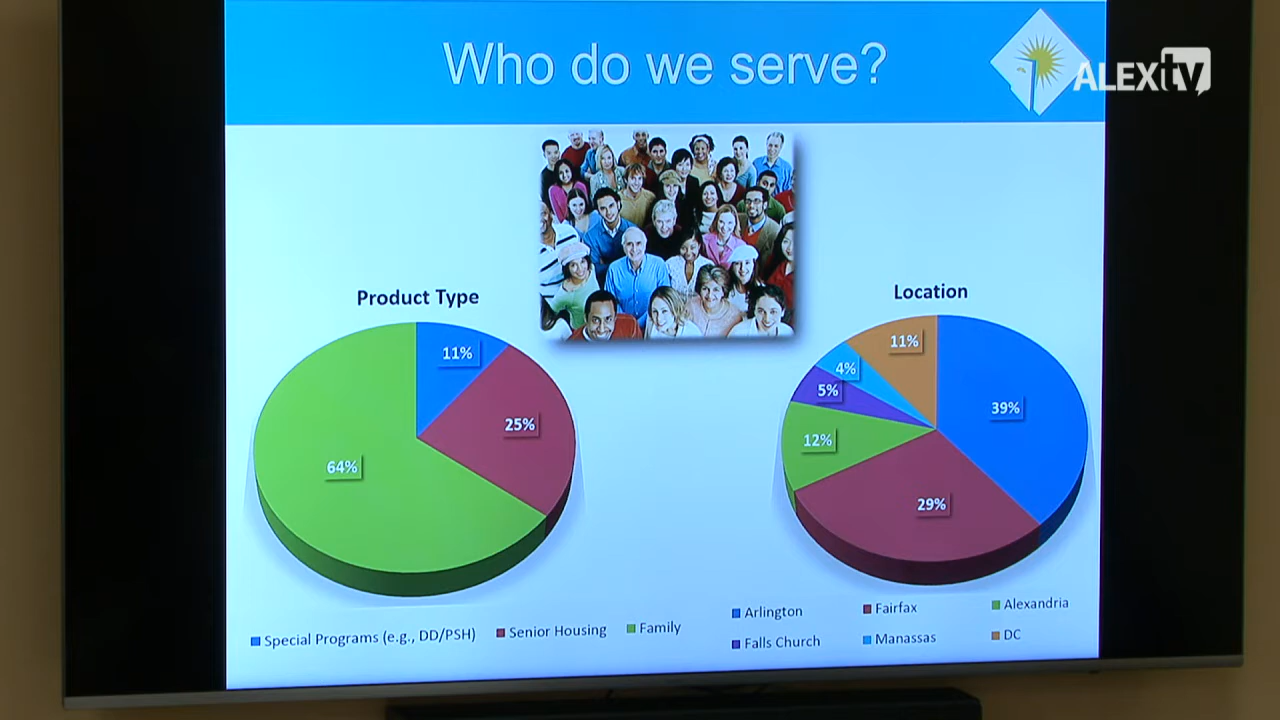 Who do we serve?
ALEXtv
Product Type
11%
25%
64%
Special Programs (e.g., DD/PSH)
Senior Housing
Family
Location
11%
4%
5%
12%
39%
29%
Arlington
Fairfax
Alexandria
Falls Church
Manassas
DC